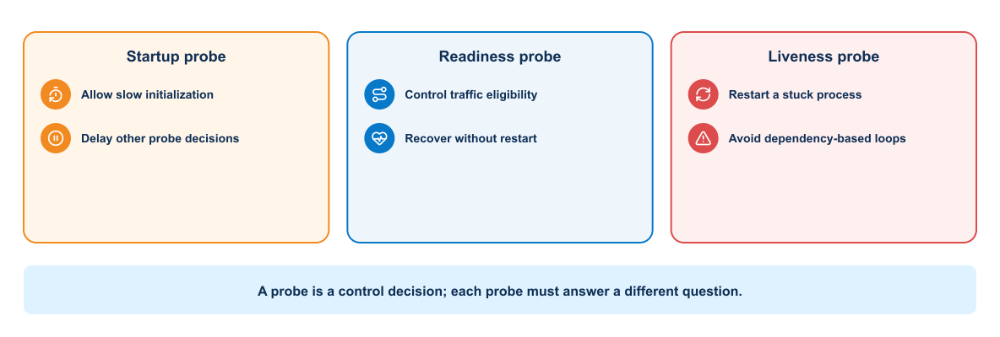 Startup probe
Allow slow initialization
Delay other probe decisions
Readiness probe
Control traffic eligibility
Recover without restart
Liveness probe
Restart a stuck process
Avoid dependency-based loops
A probe is a control decision; each probe must answer a different question.